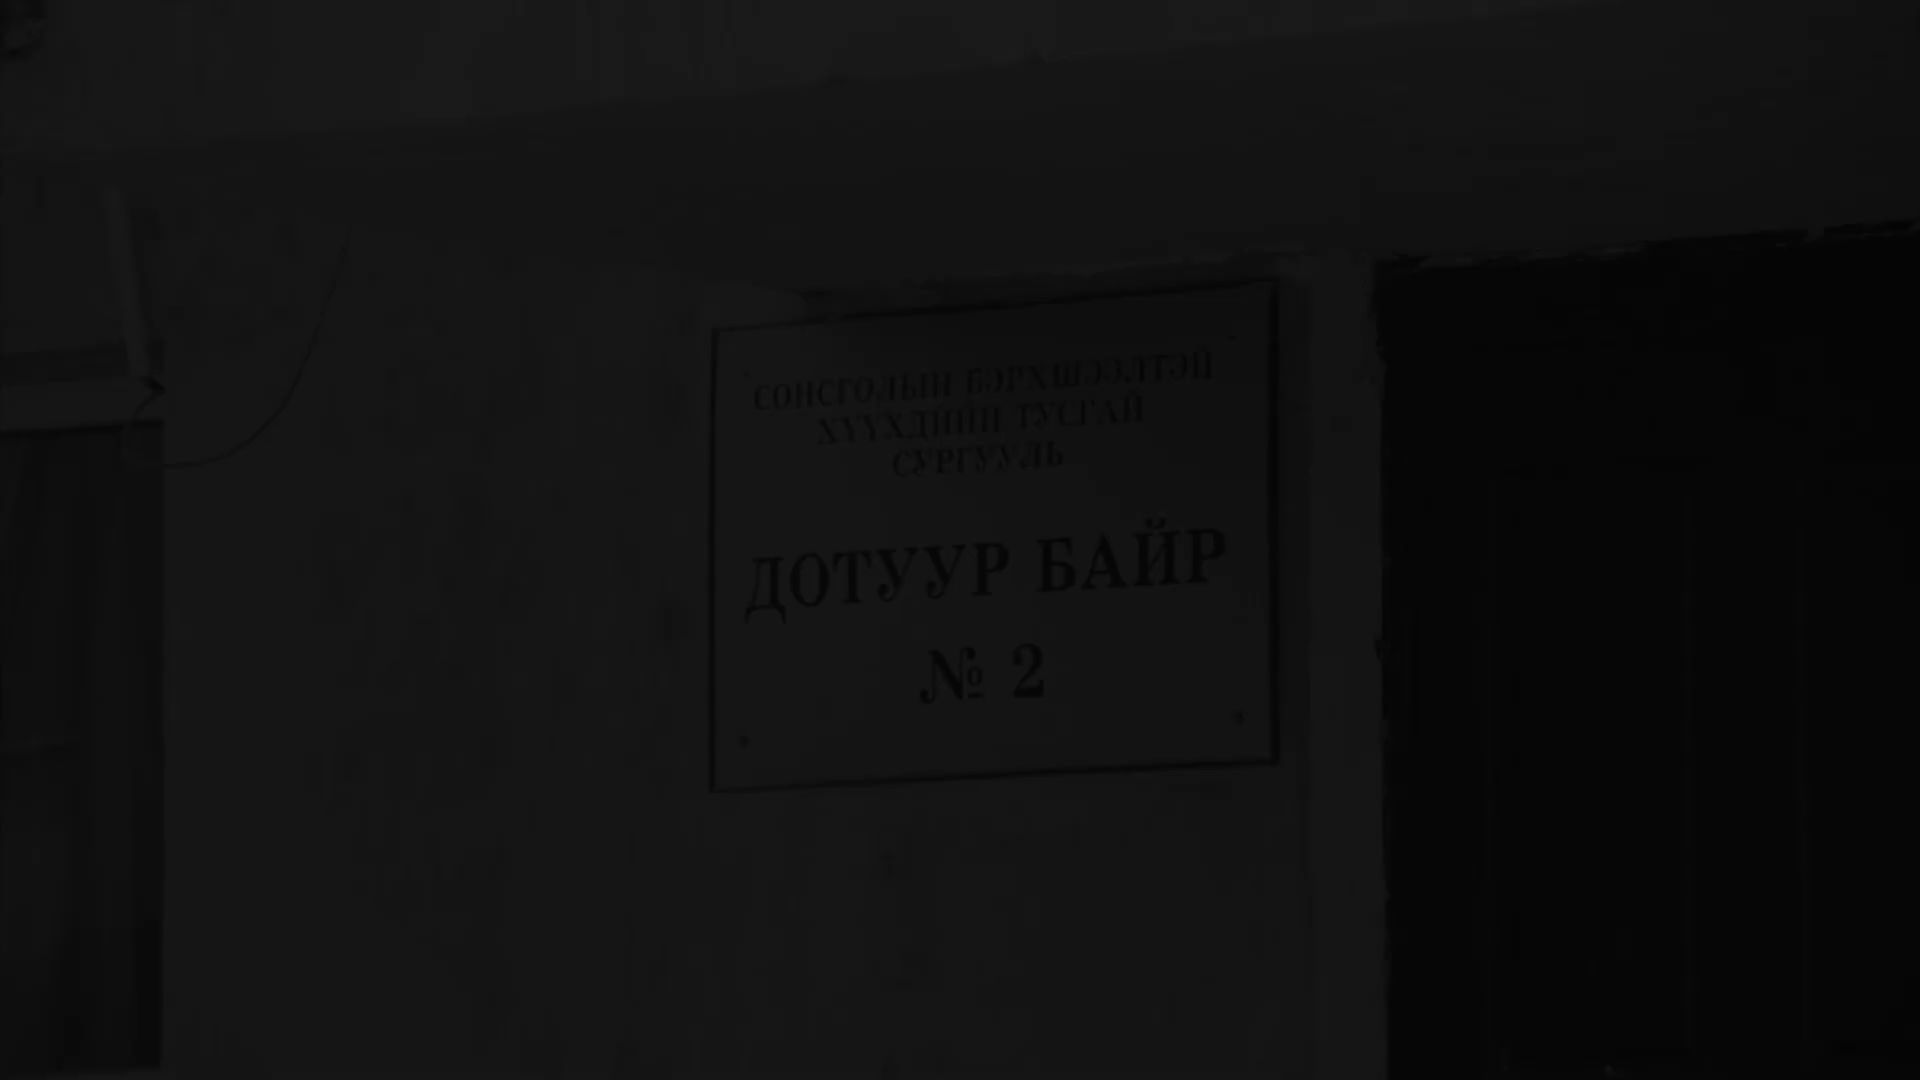 СОНСГОЛЫН БЭРХШЭЭЛТЭЙ
ХҮҮХДИЙН ТУСГАЙ
СУРГУУЛЬ
ДОТУУР БАЙР
№ 2